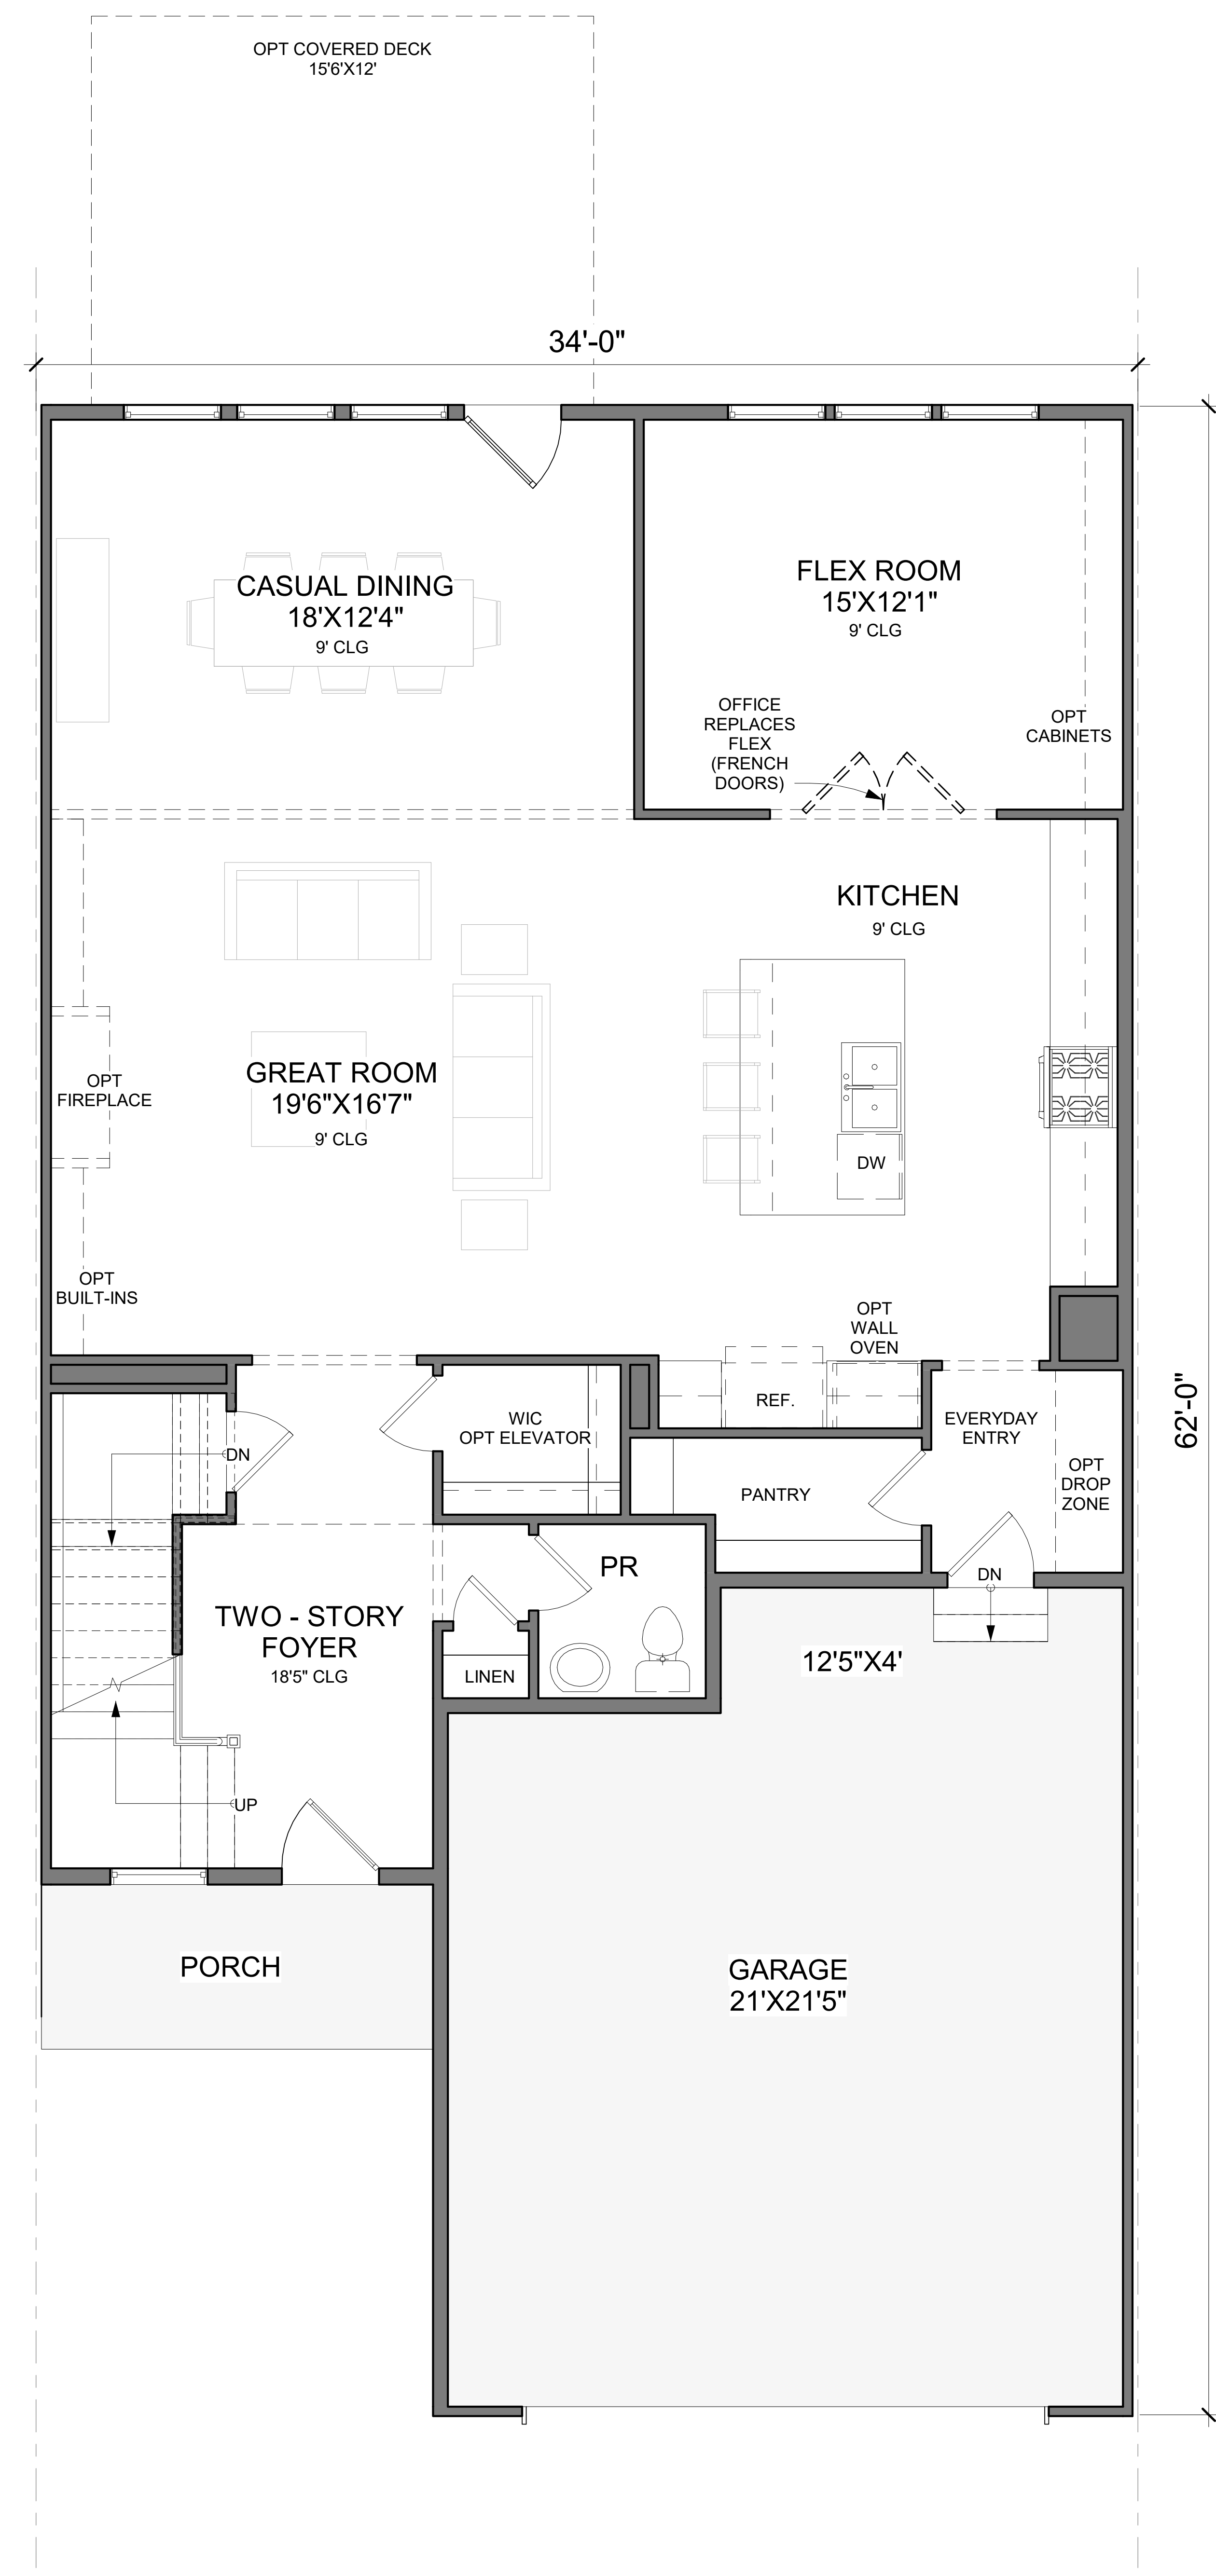 OPT COVERED DECK
15'6'X12'
34'-0"
CASUAL DINING
18'X12'4"
9' CLG
FLEX ROOM
15'X12'1"
9' CLG
OFFICE
REPLACES
FLEX
(FRENCH
DOORS)
OPT
CABINETS
KITCHEN
9' CLG
GREAT ROOM
19'6"X16'7"
9' CLG
OPT
FIREPLACE
DW
OPT
BUILT-INS
OPT
WALL
OVEN
REF.
62'-0"
WIC
OPT ELEVATOR
EVERYDAY
ENTRY
DN
OPT
DROP
ZONE
PANTRY
PR
DN
TWO - STORY
FOYER
18'5" CLG
LINEN
12'5"X4'
UP
PORCH
GARAGE
21'X21'5"